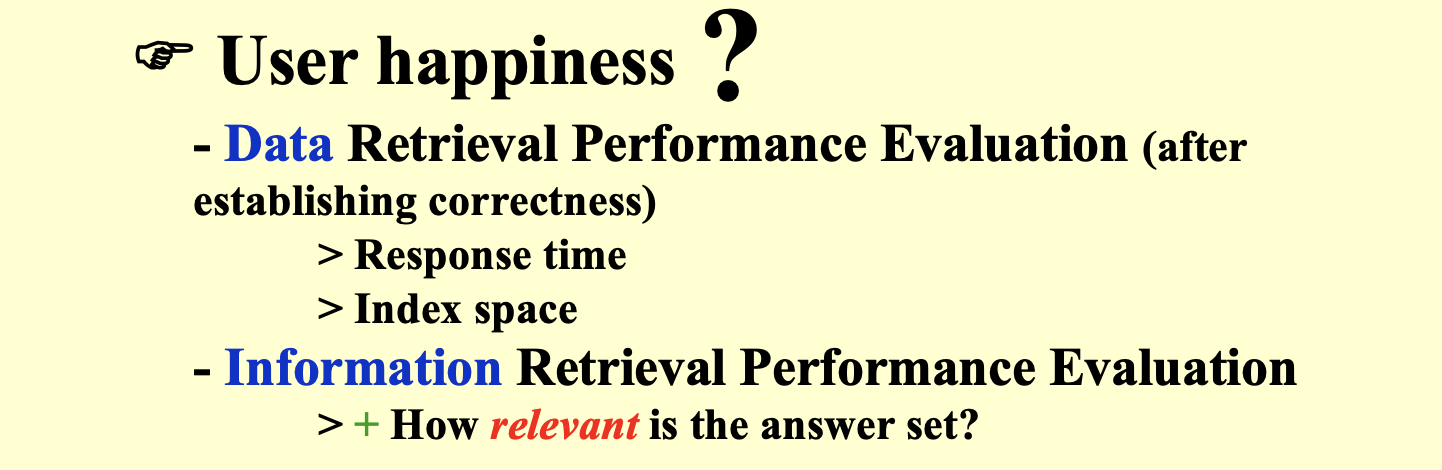 ☞ User happiness ?
- Data Retrieval Performance Evaluation (after
establishing correctness)
> Response time
> Index space
- Information Retrieval Performance Evaluation
> + How relevant is the answer set?